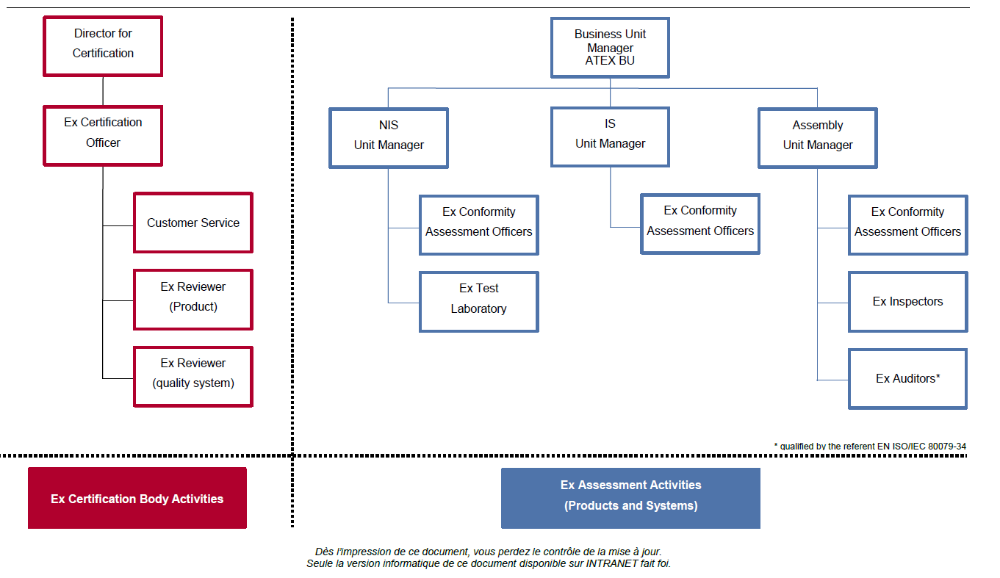 Director for
Certification
Ex Certification
Officer
Customer Service
Ex Reviewer
(Product)
Ex Reviewer
(quality system)
Business Unit
Manager
ATEX BU
NIS
Unit Manager
Ex Conformity
Assessment Officers
Ex Test
Laboratory
IS
Unit Manager
Ex Conformity
Assessment Officers
Assembly
Unit Manager
Ex Conformity
Assessment Officers
Ex Inspectors
Ex Auditors*
* qualified by the referent EN ISO/IEC 80079-34
Ex Certification Body Activities
Ex Assessment Activities
(Products and Systems)
Dès l'impression de ce document, vous perdez le contrôle de la mise à jour.
Seule la version informatique de ce document disponible sur INTRANET fait foi.